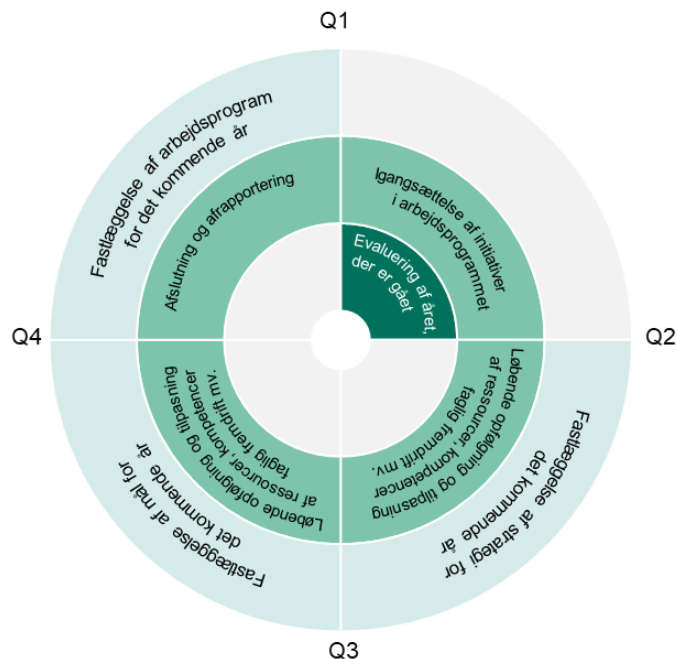 Q1
Fastlæggelse af arbejdsprogram
for det kommende år
Afslutning og afrapportering
Igangsættelse af initiativer
i arbejdsprogrammet
Evaluering af året,
der er gået
Q4
Q2
Løbende opfølgning og tilpasning
af ressourcer, kompetencer
faglig fremdrift mv.
Løbende opfølgning og tilpasning
af ressourcer, kompetencer
faglig fremdrift mv.
Fastlæggelse af mål for
det kommende år
Fastlæggelse af strategi for
det kommende år
Q3